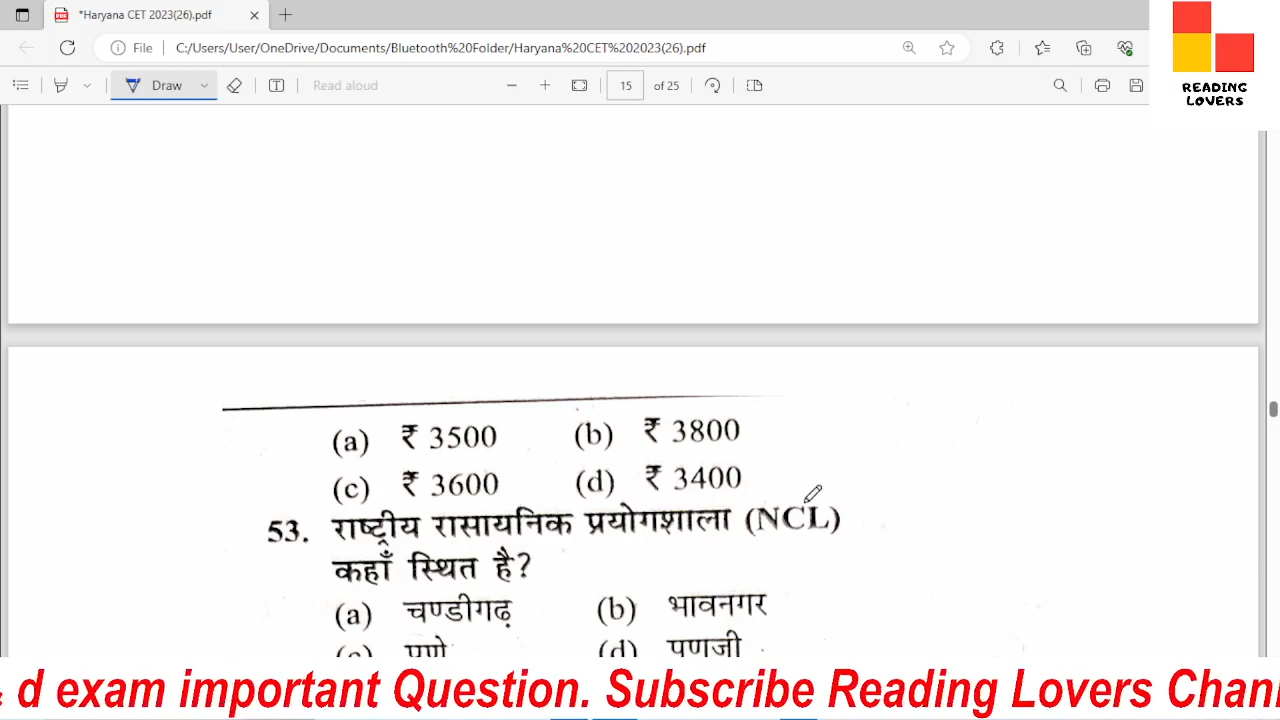 *Haryana CET 2023(26).pdf
File C:/Users/User/OneDrive/Documents/Bluetooth%20Folder/Haryana%20CET%202023(26).pdf
Draw Read aloud 15 of 25
READING
LOVERS
(a) ₹ 3500 (b) ₹ 3800
(c) ₹ 3600 (d) ₹ 3400
53. राष्ट्रीय रासायनिक प्रयोगशाला (NCL)
कहाँ स्थित है?
(a) चण्डीगढ़ (b) भावनगर
(c) पुणे (d) पणजी
d exam important Question. Subscribe Reading Lovers Chan